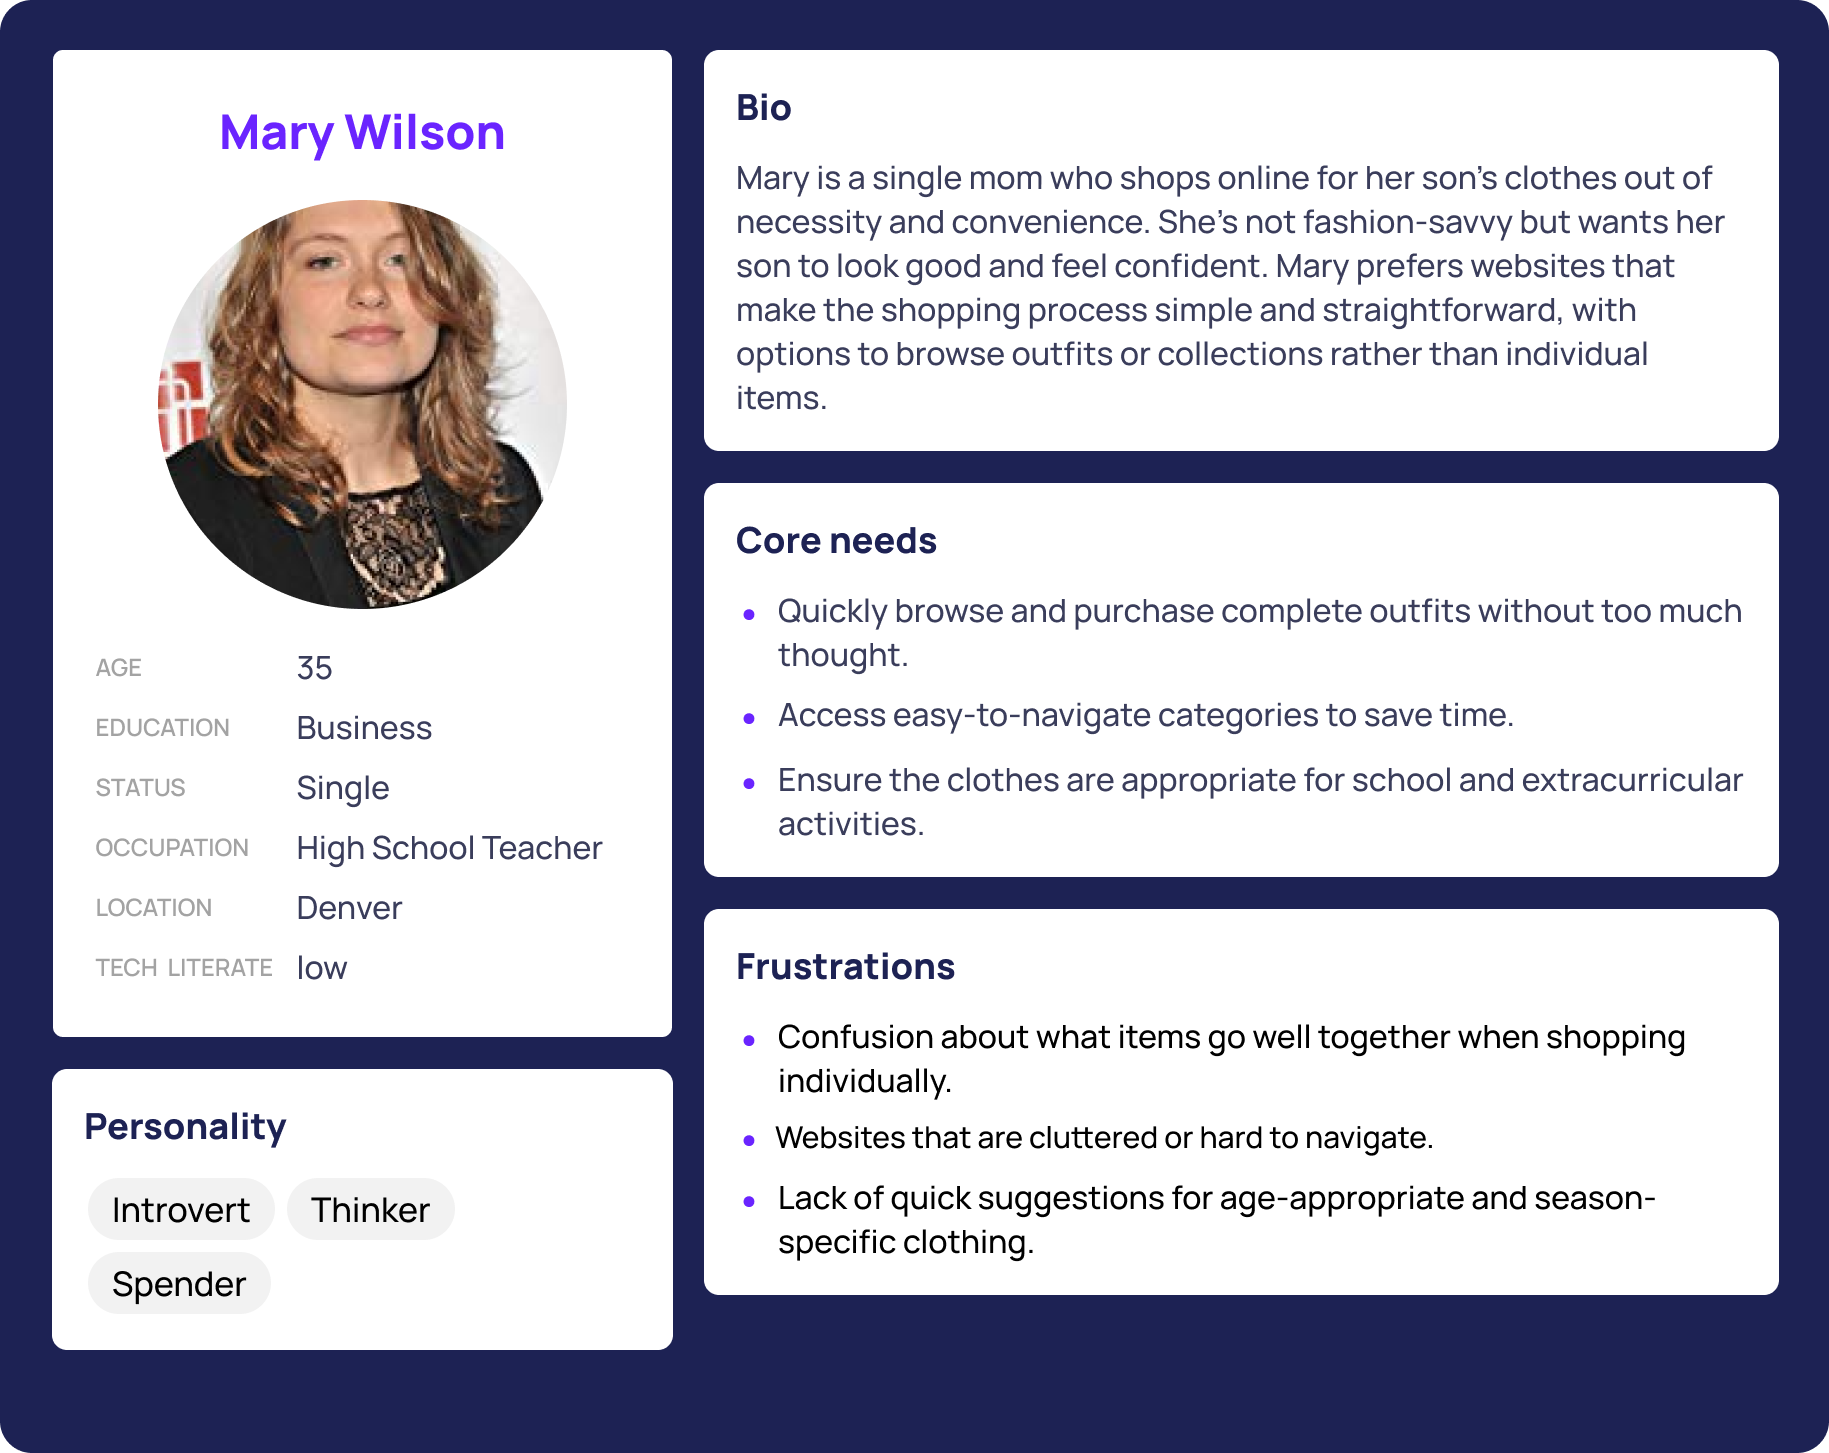 Mary Wilson
AGE 35
EDUCATION Business
STATUS Single
OCCUPATION High School Teacher
LOCATION Denver
TECH LITERATE low
Personality
Introvert Thinker
Spender
Bio
Mary is a single mom who shops online for her son’s clothes out of
necessity and convenience. She’s not fashion-savvy but wants her
son to look good and feel confident. Mary prefers websites that
make the shopping process simple and straightforward, with
options to browse outfits or collections rather than individual
items.
Core needs
• Quickly browse and purchase complete outfits without too much
thought.
• Access easy-to-navigate categories to save time.
• Ensure the clothes are appropriate for school and extracurricular
activities.
Frustrations
• Confusion about what items go well together when shopping
individually.
• Websites that are cluttered or hard to navigate.
• Lack of quick suggestions for age-appropriate and season-
specific clothing.